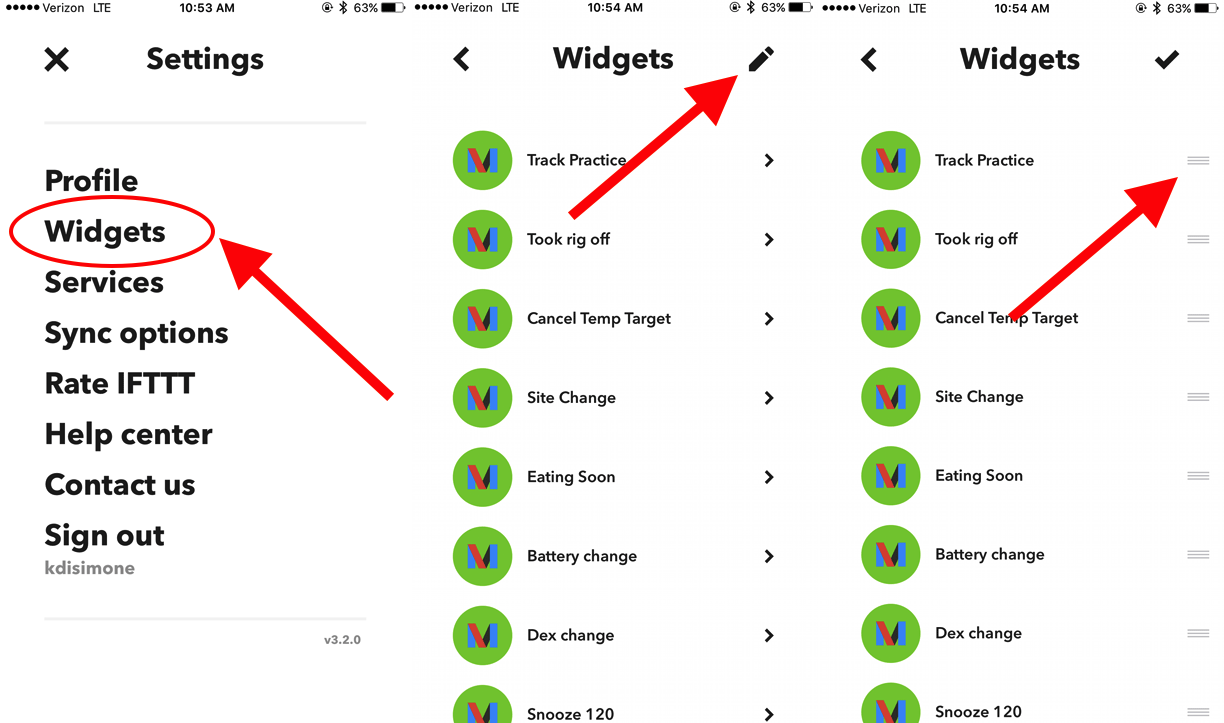 Verizon LTE 10:53 AM 63%
Settings
Profile
Widgets
Services
Sync options
Rate IFTTT
Help center
Contact us
Sign out
kdisimone
v3.2.0
Verizon LTE 10:54 AM 63%
Widgets
Track Practice
Took rig off
Cancel Temp Target
Site Change
Eating Soon
Battery change
Dex change
Snooze 120
Verizon LTE 10:54 AM 63%
Widgets
Track Practice
Took rig off
Cancel Temp Target
Site Change
Eating Soon
Battery change
Dex change
Snooze 120